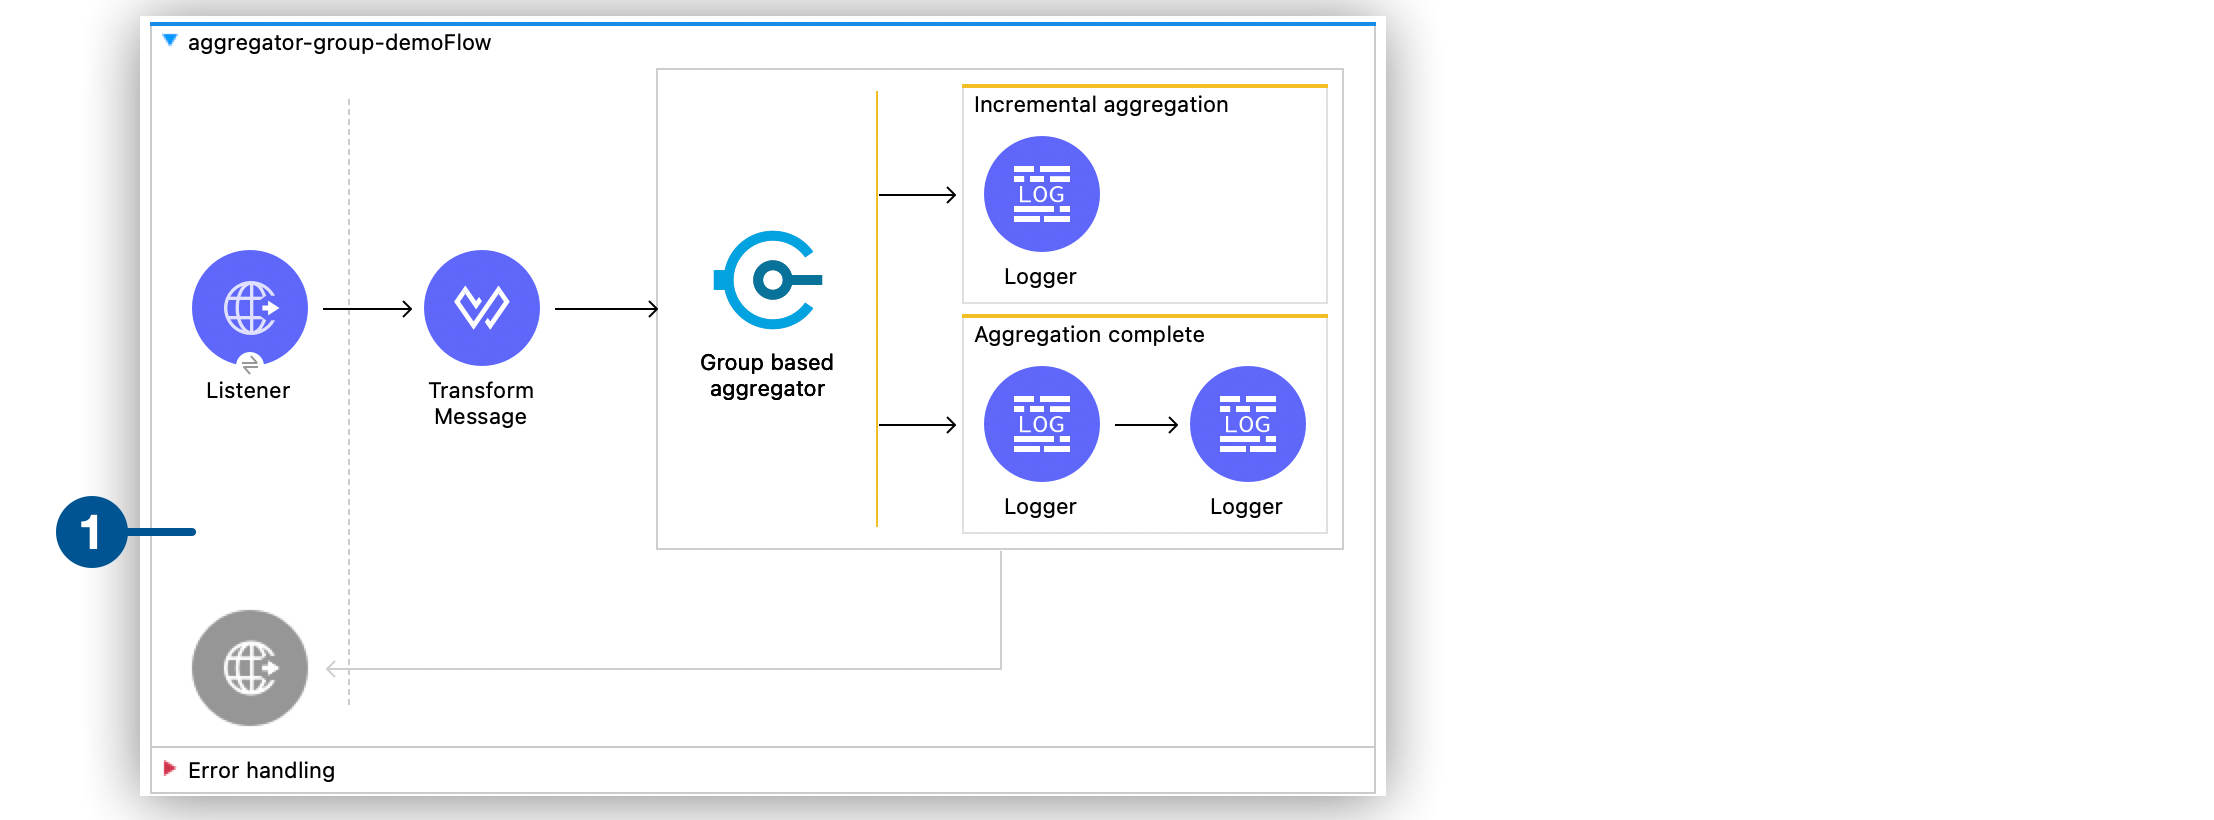 aggregator-group-demoFlow
Incremental aggregation
LOG
Logger
Listener
Transform
Message
Group based
aggregator
Aggregation complete
LOG
LOG
Logger
Logger
1
Error handling